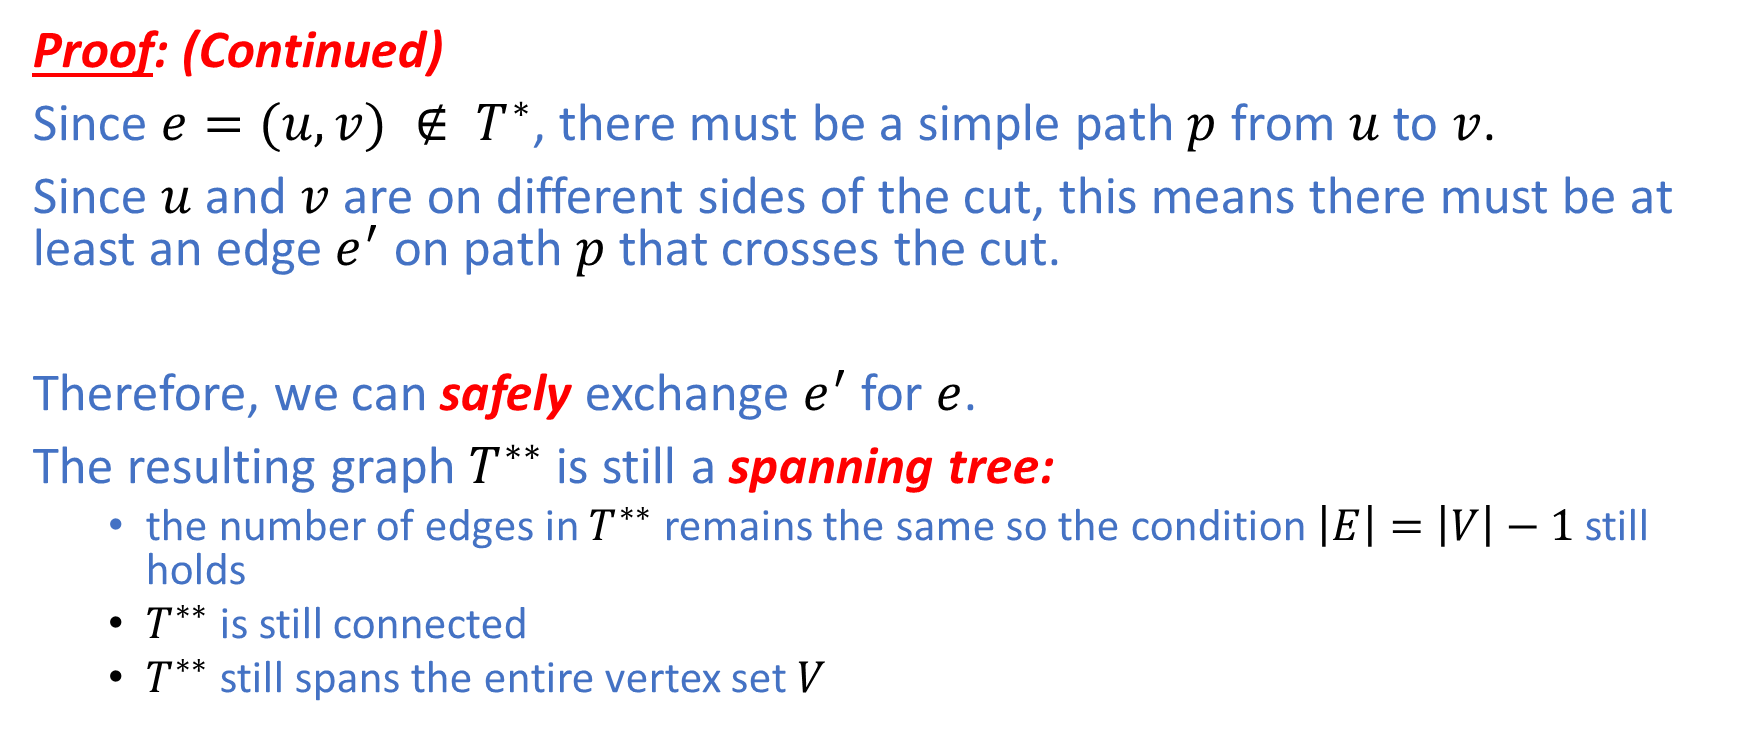 Proof: (Continued)
Since e = (u, v) ∉ T*, there must be a simple path p from u to v.
Since u and v are on different sides of the cut, this means there must be at
least an edge e′ on path p that crosses the cut.
Therefore, we can safely exchange e′ for e.
The resulting graph T** is still a spanning tree:
• the number of edges in T** remains the same so the condition |E| = |V| − 1 still
holds
• T** is still connected
• T** still spans the entire vertex set V